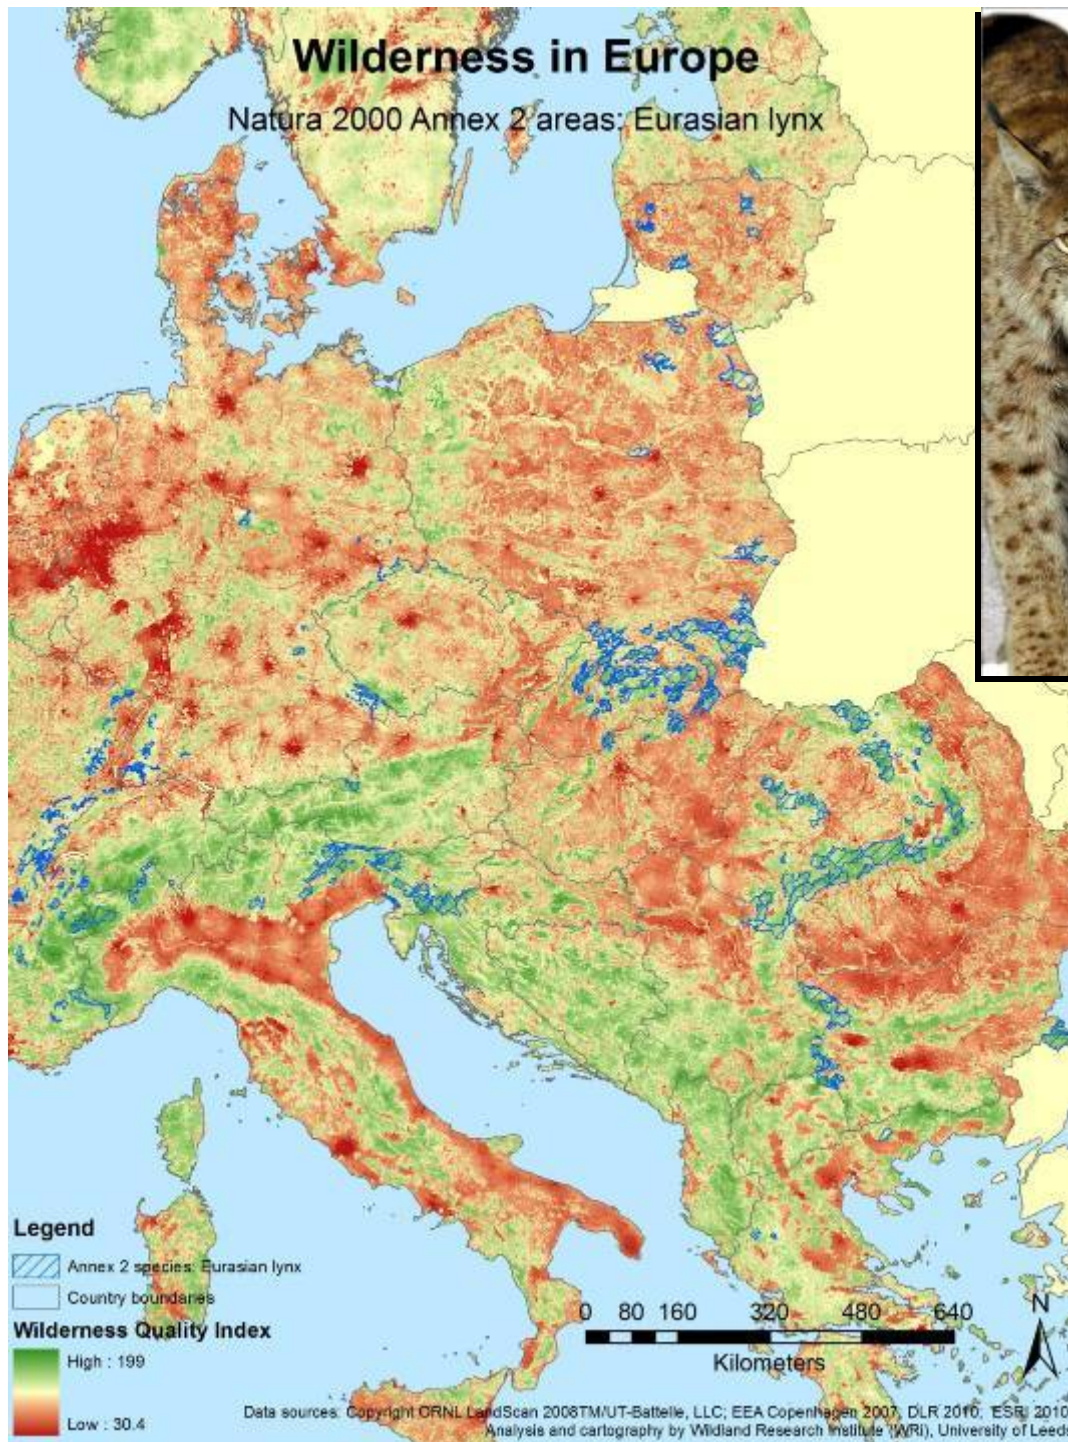 Wilderness in Europe
Natura 2000 Annex 2 areas: Eurasian lynx
Legend
Annex 2 species: Eurasian lynx
Country boundaries
Wilderness Quality Index
High : 199
Low : 30.4
0 80 160 320 480 640
Kilometers
N
Data sources: Copyright ORNL LandScan 2008TM/UT-Battelle, LLC; EEA Copenhagen 2007, DLR 2010, ESRI 2010
Analysis and cartography by Wildland Research Institute (WRi), University of Leeds